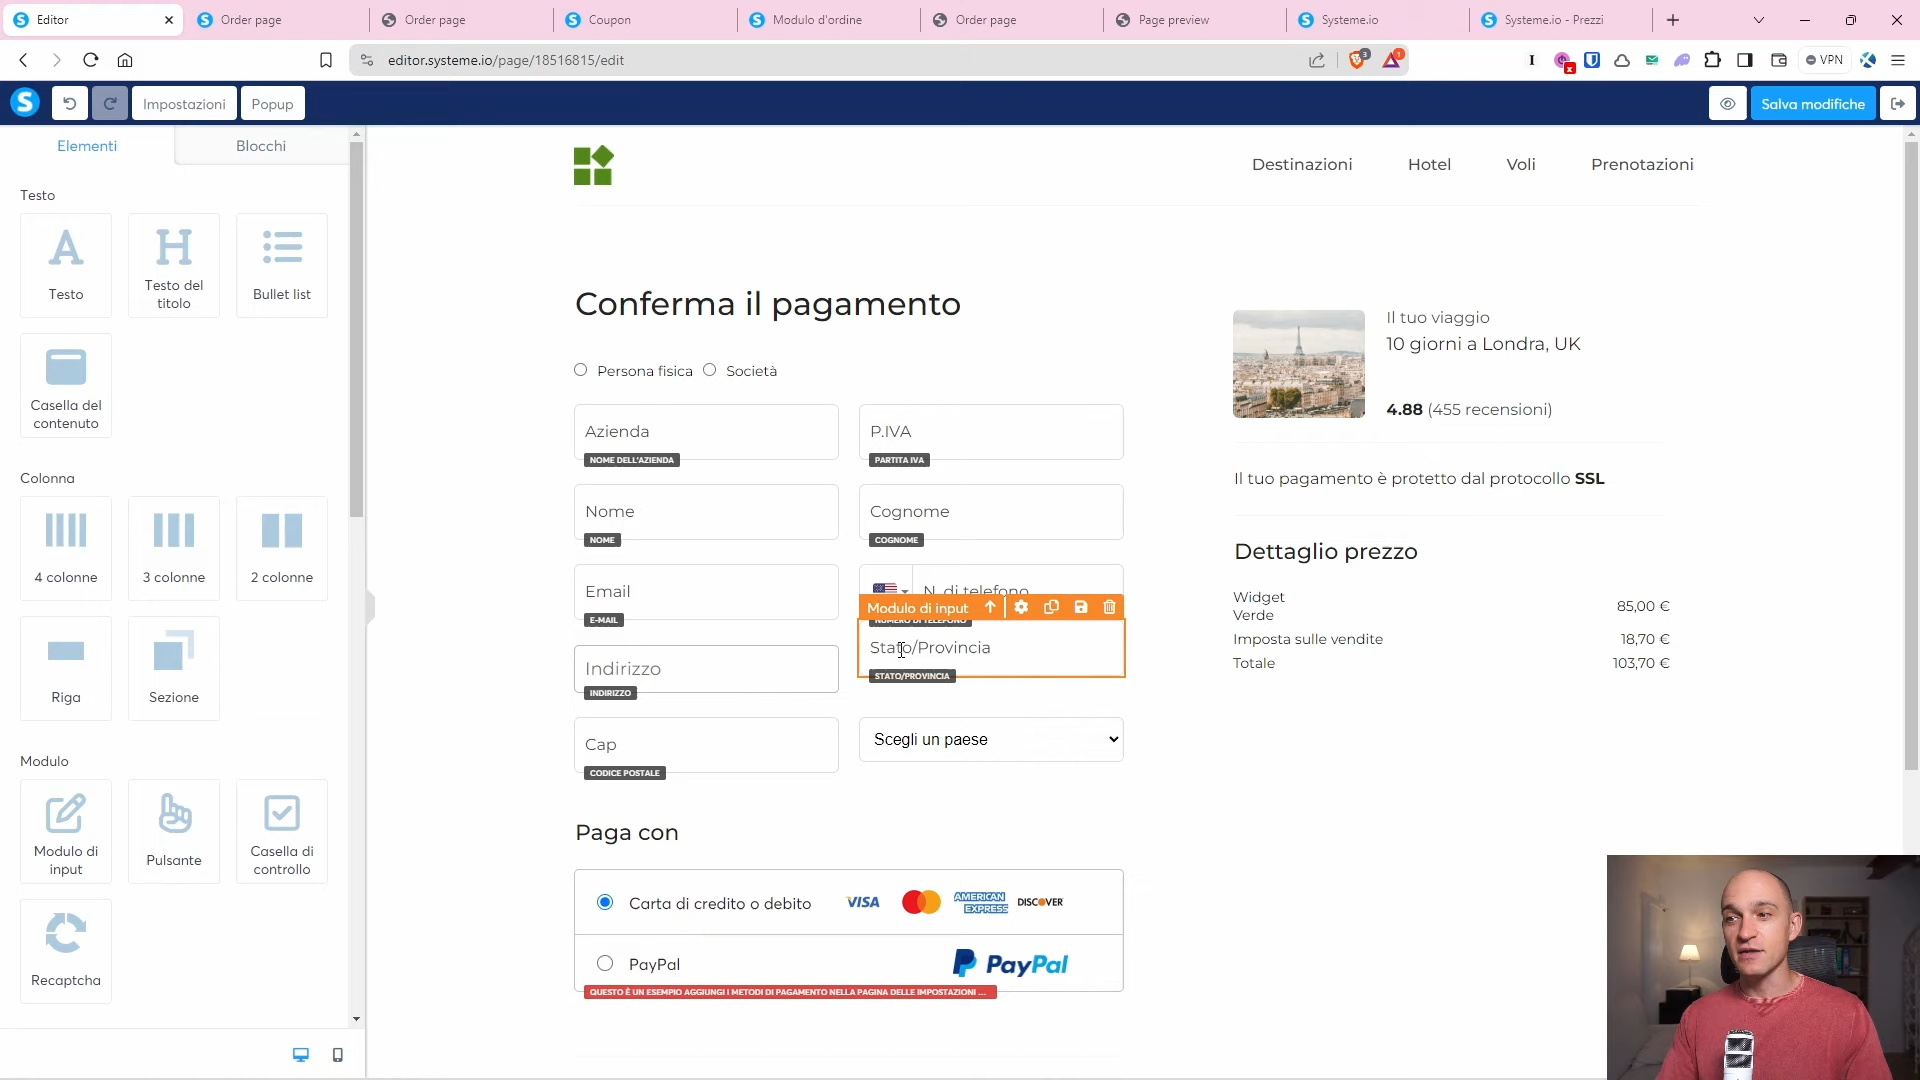 Editor
Order page
Order page
Coupon
Modulo d'ordine
Order page
Page preview
Systeme.io
Systeme.io - Prezzi
editor.systeme.io/page/18516815/edit
3
1
VPN
S
Impostazioni
Popup
Salva modifiche
Elementi
Blocchi
Testo
Testo
Testo del
titolo
Bullet list
Casella del
contenuto
Colonna
4 colonne
3 colonne
2 colonne
Riga
Sezione
Modulo
Modulo di
input
Pulsante
Casella di
controllo
Recaptcha
Destinazioni
Hotel
Voli
Prenotazioni
Conferma il pagamento
Persona fisica
Società
Azienda
NOME DELL'AZIENDA
P.IVA
PARTITA IVA
Nome
NOME
Cognome
COGNOME
Email
E-MAIL
N. di telefono
Modulo di input
NUMERO DI TELEFONO
Indirizzo
INDIRIZZO
Stato/Provincia
STATO/PROVINCIA
Cap
CODICE POSTALE
Scegli un paese
Paga con
Carta di credito o debito
VISA
AMERICAN
EXPRESS
DISCOVER
PayPal
PayPal
QUESTO È UN ESEMPIO AGGIUNGI I METODI DI PAGAMENTO NELLA PAGINA DELLE IMPOSTAZIONI ...
Il tuo viaggio
10 giorni a Londra, UK
4.88 (455 recensioni)
Il tuo pagamento è protetto dal protocollo SSL
Dettaglio prezzo
Widget
Verde
85,00 €
Imposta sulle vendite
18,70 €
Totale
103,70 €